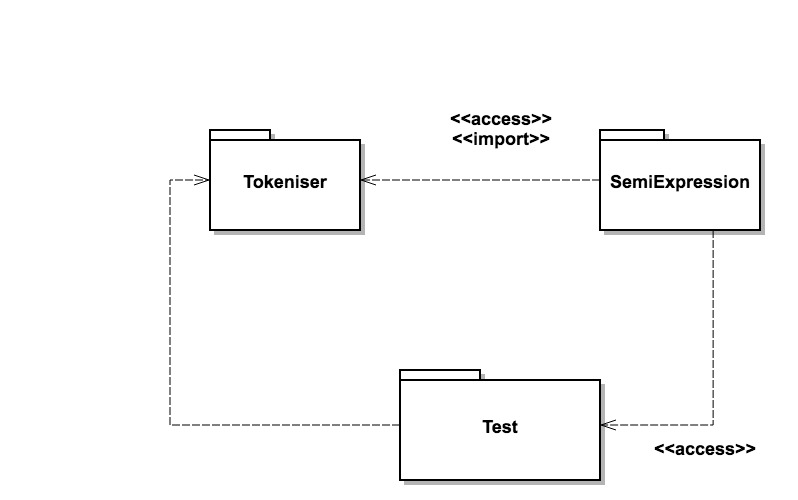 <<access>>
<<import>>
Tokeniser
SemiExpression
Test
<<access>>